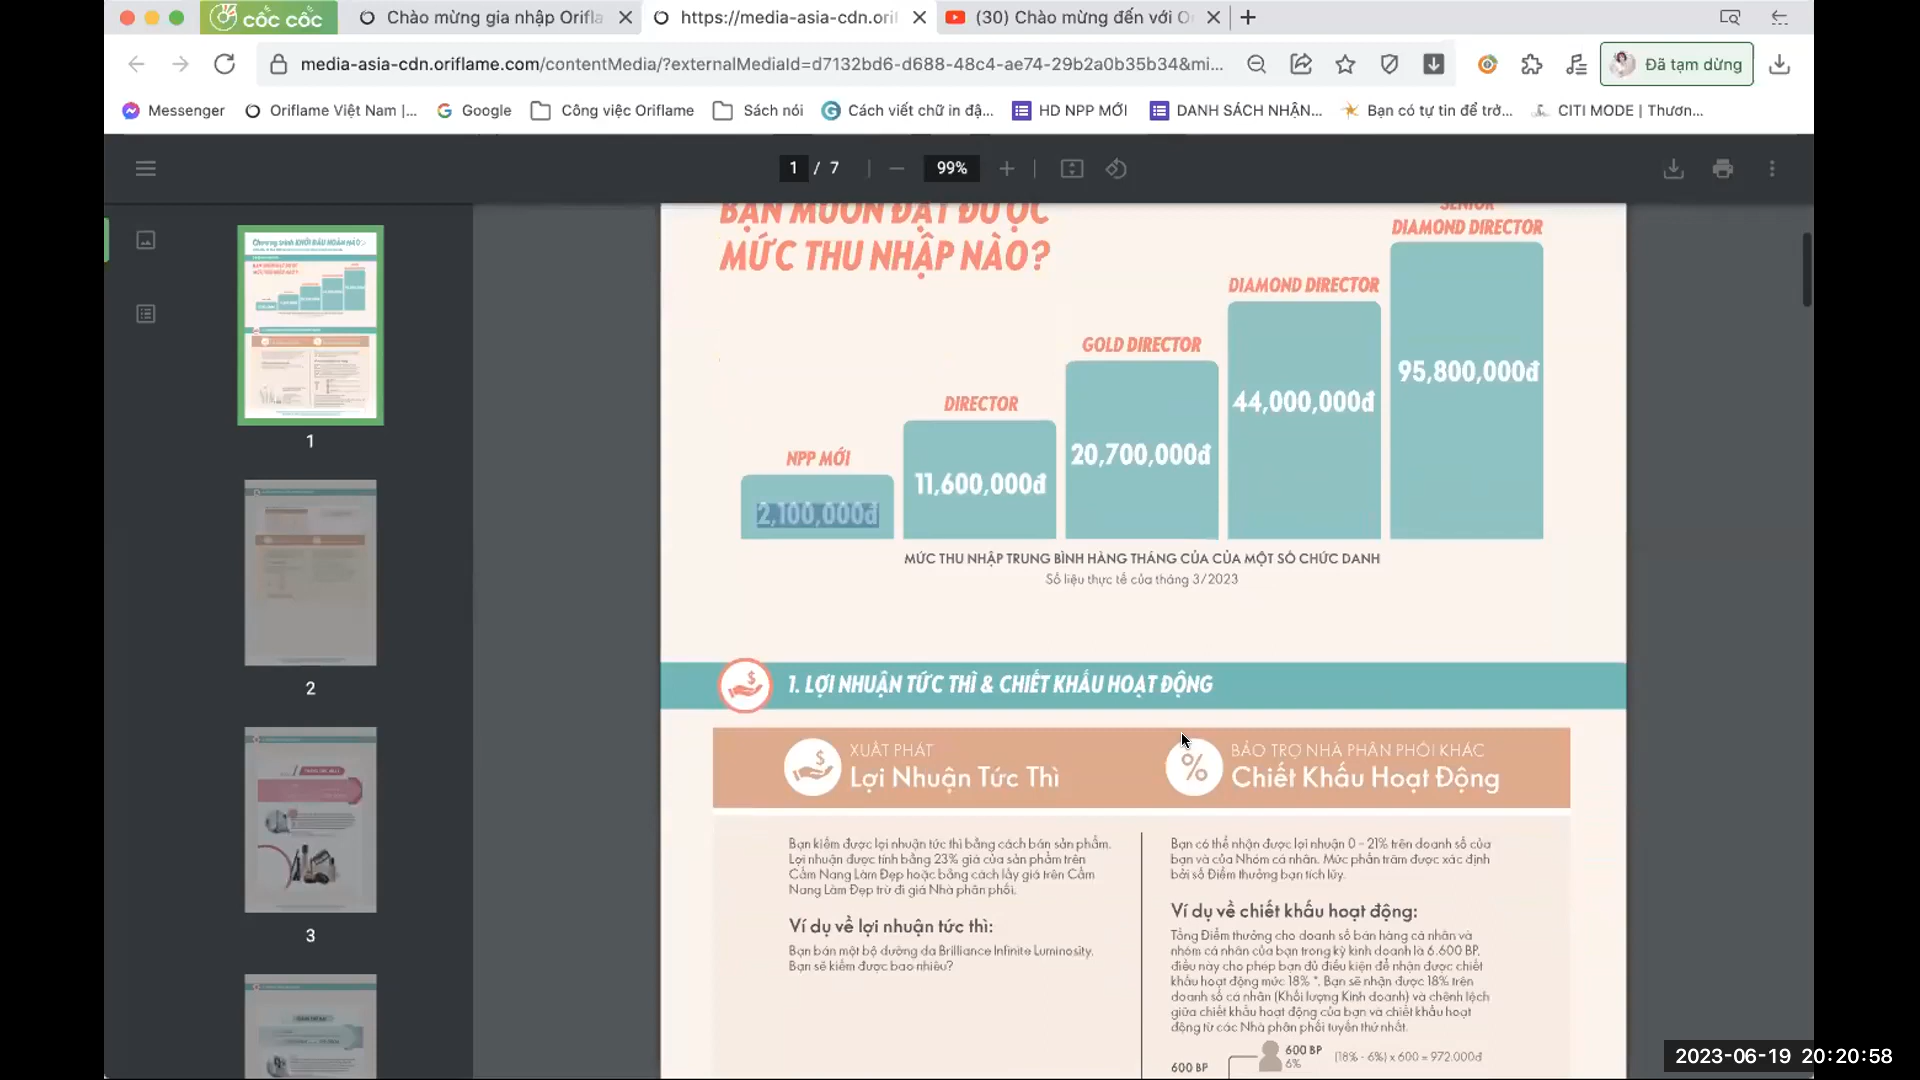 CỐC CỐC
Chào mừng gia nhập Orifla
https://media-asia-cdn.orif
(30) Chào mừng đến với O
media-asia-cdn.oriflame.com/contentMedia/?externalMediaId=d7132bd6-d688-48c4-ae74-29b2a0b35b34&mi...
Đã tạm dừng
Messenger
Oriflame Việt Nam |...
Google
Công việc Oriflame
Sách nói
Cách viết chữ in đậ...
HD NPP MỚI
DANH SÁCH NHẬN...
Bạn có tự tin để trở...
CITI MODE | Thươn...
1 / 7
99%
Chương trình KHỞI ĐẦU HOÀN HẢO
1
2
3
BẠN MUỐN ĐẠT ĐƯỢC
MỨC THU NHẬP NÀO?
SENIOR
DIAMOND DIRECTOR
95,800,000đ
DIAMOND DIRECTOR
44,000,000đ
GOLD DIRECTOR
20,700,000đ
DIRECTOR
11,600,000đ
NPP MỚI
2,100,000đ
MỨC THU NHẬP TRUNG BÌNH HÀNG THÁNG CỦA CỦA MỘT SỐ CHỨC DANH
Số liệu thực tế của tháng 3/2023
1. LỢI NHUẬN TỨC THÌ & CHIẾT KHẤU HOẠT ĐỘNG
XUẤT PHÁT
Lợi Nhuận Tức Thì
BẢO TRỢ NHÀ PHÂN PHỐI KHÁC
Chiết Khấu Hoạt Động
Bạn kiếm được lợi nhuận tức thì bằng cách bán sản phẩm.
Lợi nhuận được tính bằng 23% giá của sản phẩm trên
Cẩm Nang Làm Đẹp hoặc bằng cách lấy giá trên Cẩm
Nang Làm Đẹp trừ đi giá Nhà phân phối.
Ví dụ về lợi nhuận tức thì:
Bạn bán một bộ dưỡng da Brilliance Infinite Luminosity.
Bạn sẽ kiếm được bao nhiêu?
Bạn có thể nhận được lợi nhuận 0 – 21% trên doanh số của
bạn và của Nhóm cá nhân. Mức phần trăm được xác định
bởi số Điểm thưởng bạn tích lũy.
Ví dụ về chiết khấu hoạt động:
Tổng Điểm thưởng cho doanh số bán hàng cá nhân và
nhóm cá nhân của bạn trong kỳ kinh doanh là 6.600 BP,
điều này cho phép bạn đủ điều kiện để nhận được chiết
khấu hoạt động mức 18% *. Bạn sẽ nhận được 18% trên
doanh số cá nhân (Khối lượng Kinh doanh) và chênh lệch
giữa chiết khấu hoạt động của bạn và chiết khấu hoạt
động từ các Nhà phân phối tuyến thứ nhất.
600 BP
6%
(18% - 6%) x 600 = 972.000đ
600 BP
2023-06-19 20:20:58